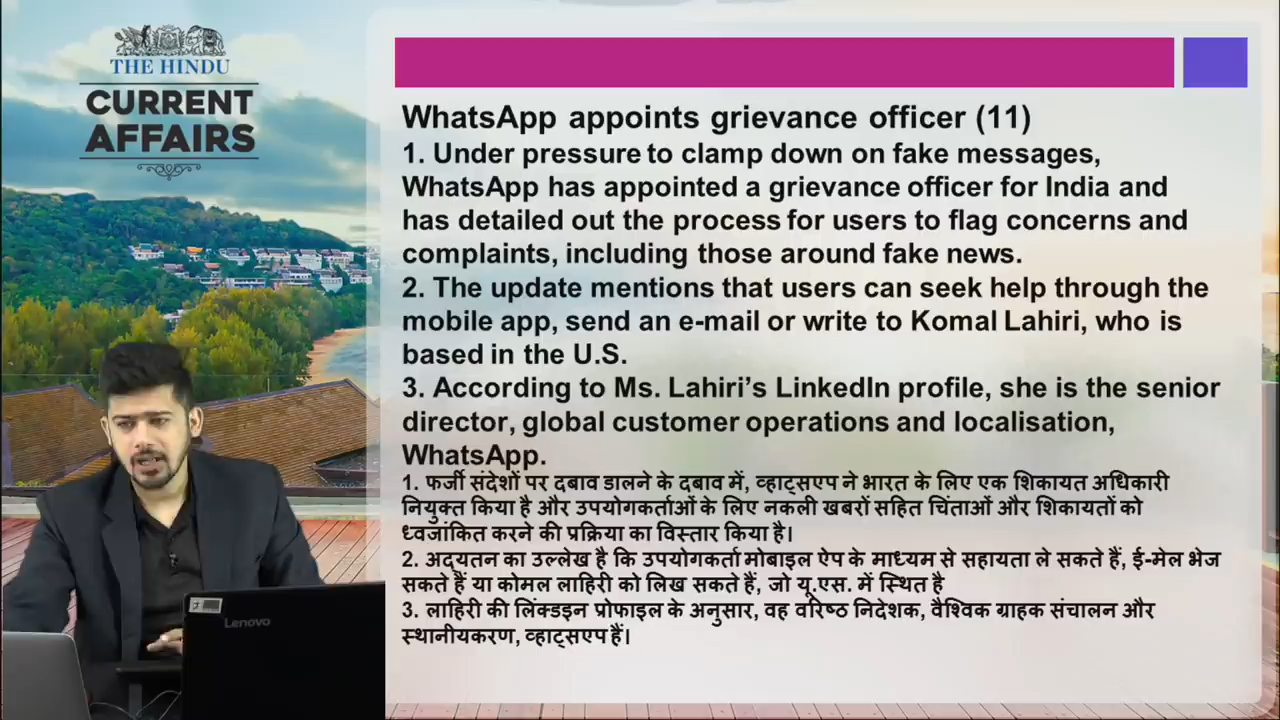 THE HINDU
CURRENT
AFFAIRS
WhatsApp appoints grievance officer (11)
1. Under pressure to clamp down on fake messages,
WhatsApp has appointed a grievance officer for India and
has detailed out the process for users to flag concerns and
complaints, including those around fake news.
2. The update mentions that users can seek help through the
mobile app, send an e-mail or write to Komal Lahiri, who is
based in the U.S.
3. According to Ms. Lahiri’s LinkedIn profile, she is the senior
director, global customer operations and localisation,
WhatsApp.
1. फर्जी संदेशों पर दबाव डालने के दबाव में, व्हाट्सएप ने भारत के लिए एक शिकायत अधिकारी
नियुक्त किया है और उपयोगकर्ताओं के लिए नकली खबरों सहित चिंताओं और शिकायतों को
ध्वजांकित करने की प्रक्रिया का विस्तार किया है।
2. अद्यतन का उल्लेख है कि उपयोगकर्ता मोबाइल ऐप के माध्यम से सहायता ले सकते हैं, ई-मेल भेज
सकते हैं या कोमल लाहिरी को लिख सकते हैं, जो यू.एस. में स्थित है
3. लाहिरी की लिंक्डइन प्रोफाइल के अनुसार, वह वरिष्ठ निदेशक, वैश्विक ग्राहक संचालन और
स्थानीयकरण, व्हाट्सएप हैं।
Lenovo